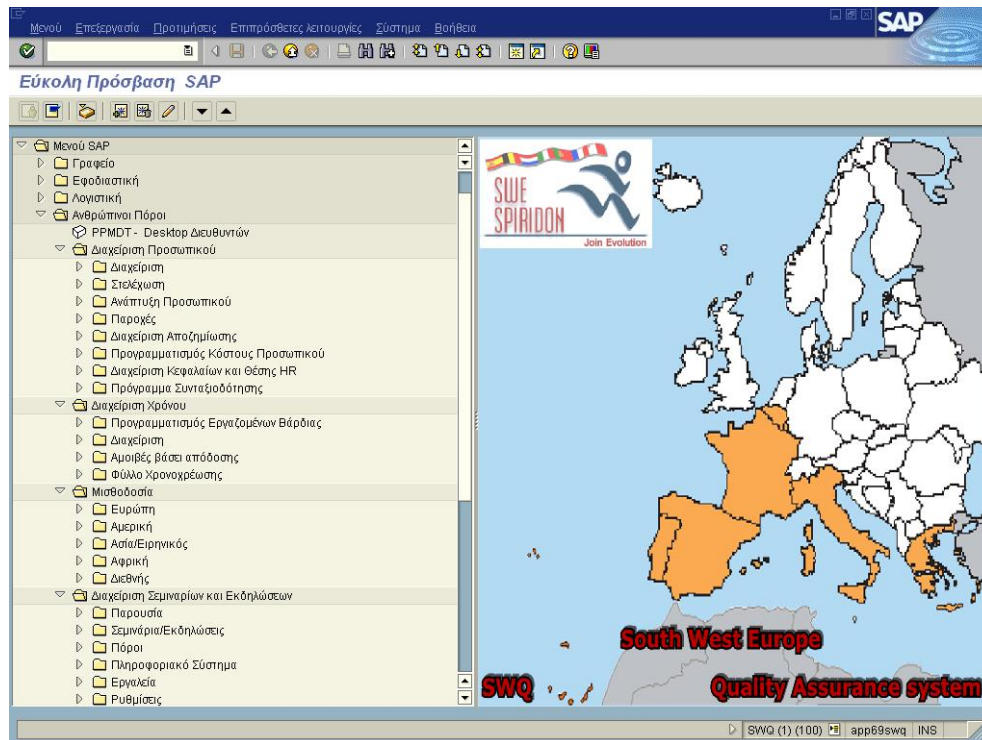 Μενού Επεξεργασία Προτιμήσεις Επιπρόσθετες λειτουργίες Σύστημα Βοήθεια
SAP
Εύκολη Πρόσβαση SAP
Μενού SAP
Γραφείο
Εφοδιαστική
Λογιστική
Ανθρώπινοι Πόροι
PPMDT - Desktop Διευθυντών
Διαχείριση Προσωπικού
Διαχείριση
Στελέχωση
Ανάπτυξη Προσωπικού
Παροχές
Διαχείριση Αποζημίωσης
Προγραμματισμός Κόστους Προσωπικού
Διαχείριση Κεφαλαίων και Θέσης HR
Πρόγραμμα Συνταξιοδότησης
Διαχείριση Χρόνου
Προγραμματισμός Εργαζομένων Βάρδιας
Διαχείριση
Αμοιβές βάσει απόδοσης
Φύλλο Χρονοχρέωσης
Μισθοδοσία
Ευρώπη
Αμερική
Ασία/Ειρηνικός
Αφρική
Διεθνής
Διαχείριση Σεμιναρίων και Εκδηλώσεων
Παρουσία
Σεμινάρια/Εκδηλώσεις
Πόροι
Πληροφοριακό Σύστημα
Εργαλεία
Ρυθμίσεις
SWE
SPIRIDON
Join Evolution
South West Europe
SWQ Quality Assurance system
SWQ (1) (100) app69swq INS